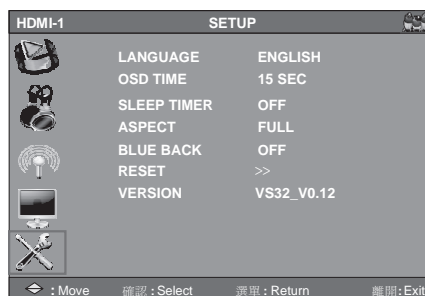 HDMI-1 SETUP
LANGUAGE ENGLISH
OSD TIME 15 SEC
SLEEP TIMER OFF
ASPECT FULL
BLUE BACK OFF
RESET >>
VERSION VS32_V0.12
: Move 確認 : Select 選單 : Return 離開 : Exit